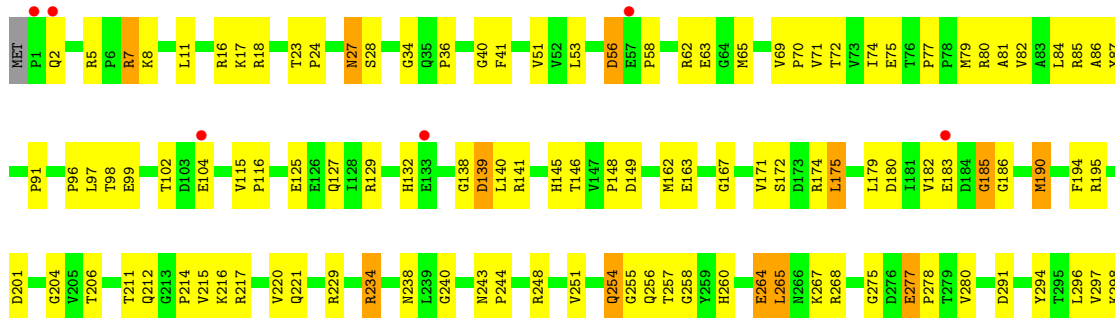 MET P1 Q2 R5 P6 R7 K8 L11 R16 K17 R18 T23 P24 N27 S28 G34 Q35 P36 G40 F41 V51 V52 L53 D56 E57 P58 R62 E63 G64 M65 V69 P70 V71 T72 V73 I74 E75 T76 P77 P78 M79 R80 A81 V82 A83 L84 R85 A86
P91 P96 L97 T98 E99 T102 D103 E104 V115 P116 E125 E126 Q127 I128 R129 H132 E133 G138 D139 L140 R141 H145 T146 V147 P148 D149 M162 E163 G167 V171 S172 D173 R174 L175 L179 D180 I181 V182 E183 D184 G185 G186 M190 F194 R195
D201 G204 V205 T206 T211 Q212 G213 P214 V215 K216 R217 V220 Q221 R229 R234 N238 L239 G240 N243 P244 R248 V251 Q254 G255 Q256 T257 G258 Y259 H260 E264 L265 N266 K267 R268 G275 D276 E277 P278 T279 V280 D291 Y294 T295 L296 V297